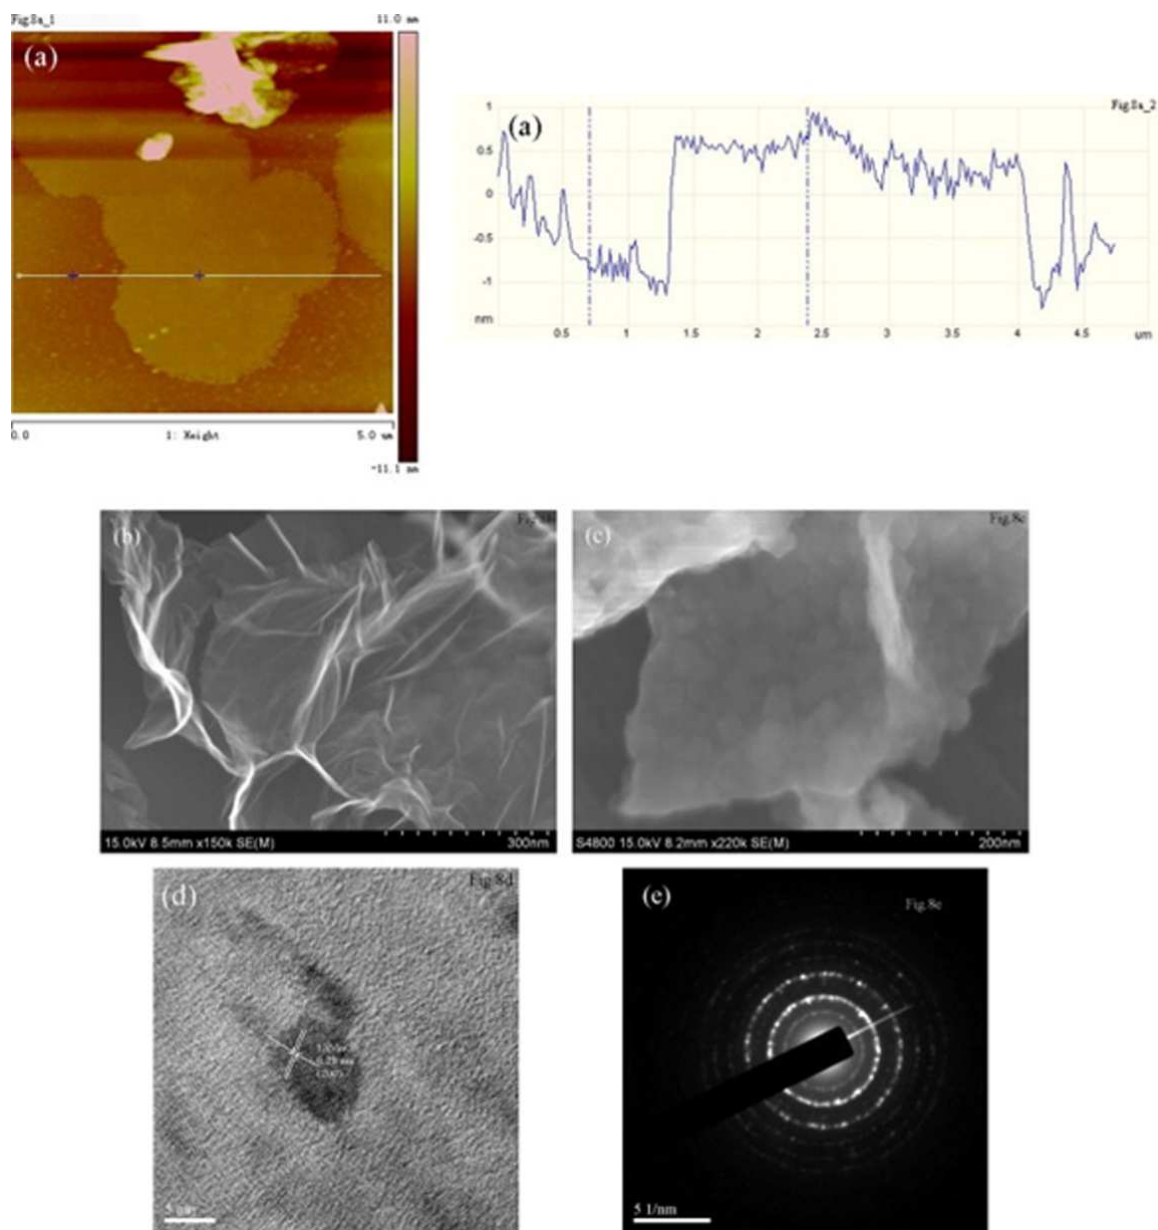 Fig.8a_1
11.0 nm
(a)
0.0
1: Height
5.0 um
-11.1 nm
(a)
Fig.8a_2
1
0.5
0
-0.5
-1
nm
0.5
1
1.5
2
2.5
3
3.5
4
4.5
um
(b)
15.0kV 8.5mm x150k SE(M)
300nm
(c)
Fig.8c
S4800 15.0kV 8.2mm x220k SE(M)
200nm
(d)
Fig.8d
5 nm
(e)
Fig.8e
5 1/nm